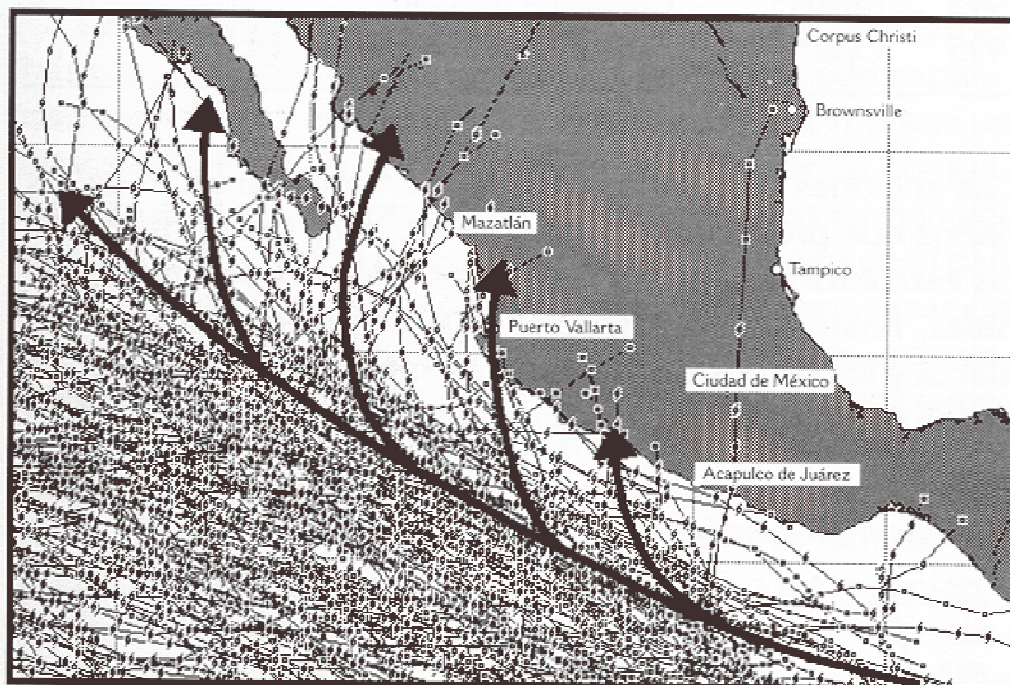 Corpus Christi
Brownsville
Mazatlán
Tampico
Puerto Vallarta
Ciudad de México
Acapulco de Juárez